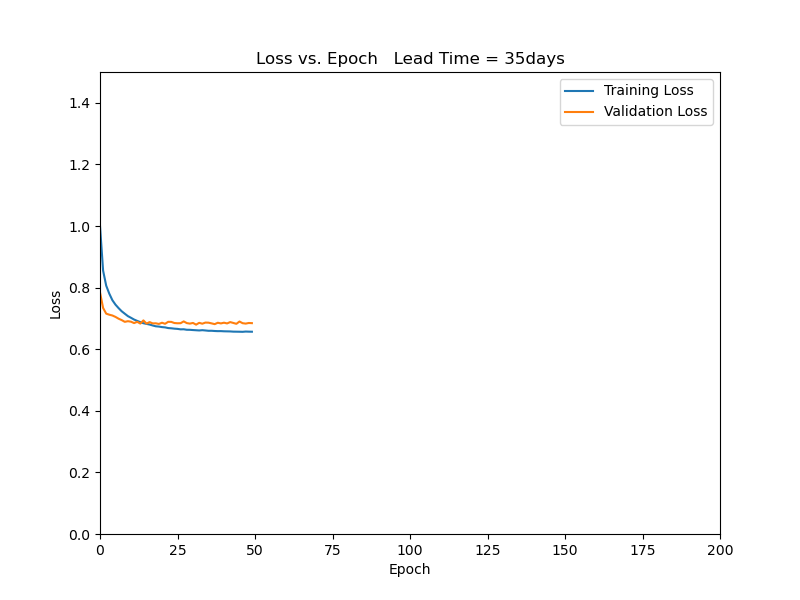 Loss vs. Epoch   Lead Time = 35days
Training Loss
Validation Loss
1.4
1.2
1.0
0.8
0.6
0.4
0.2
0.0
Loss
0 25 50 75 100 125 150 175 200
Epoch